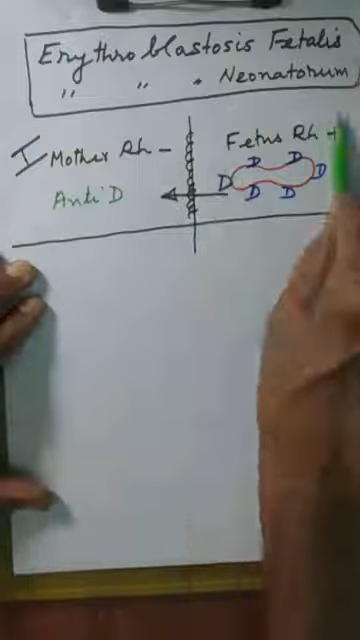 Erythroblastosis Fetalis
" " " Neonatorum
I Mother Rh - Fetus Rh +
Anti D
D D D D D D